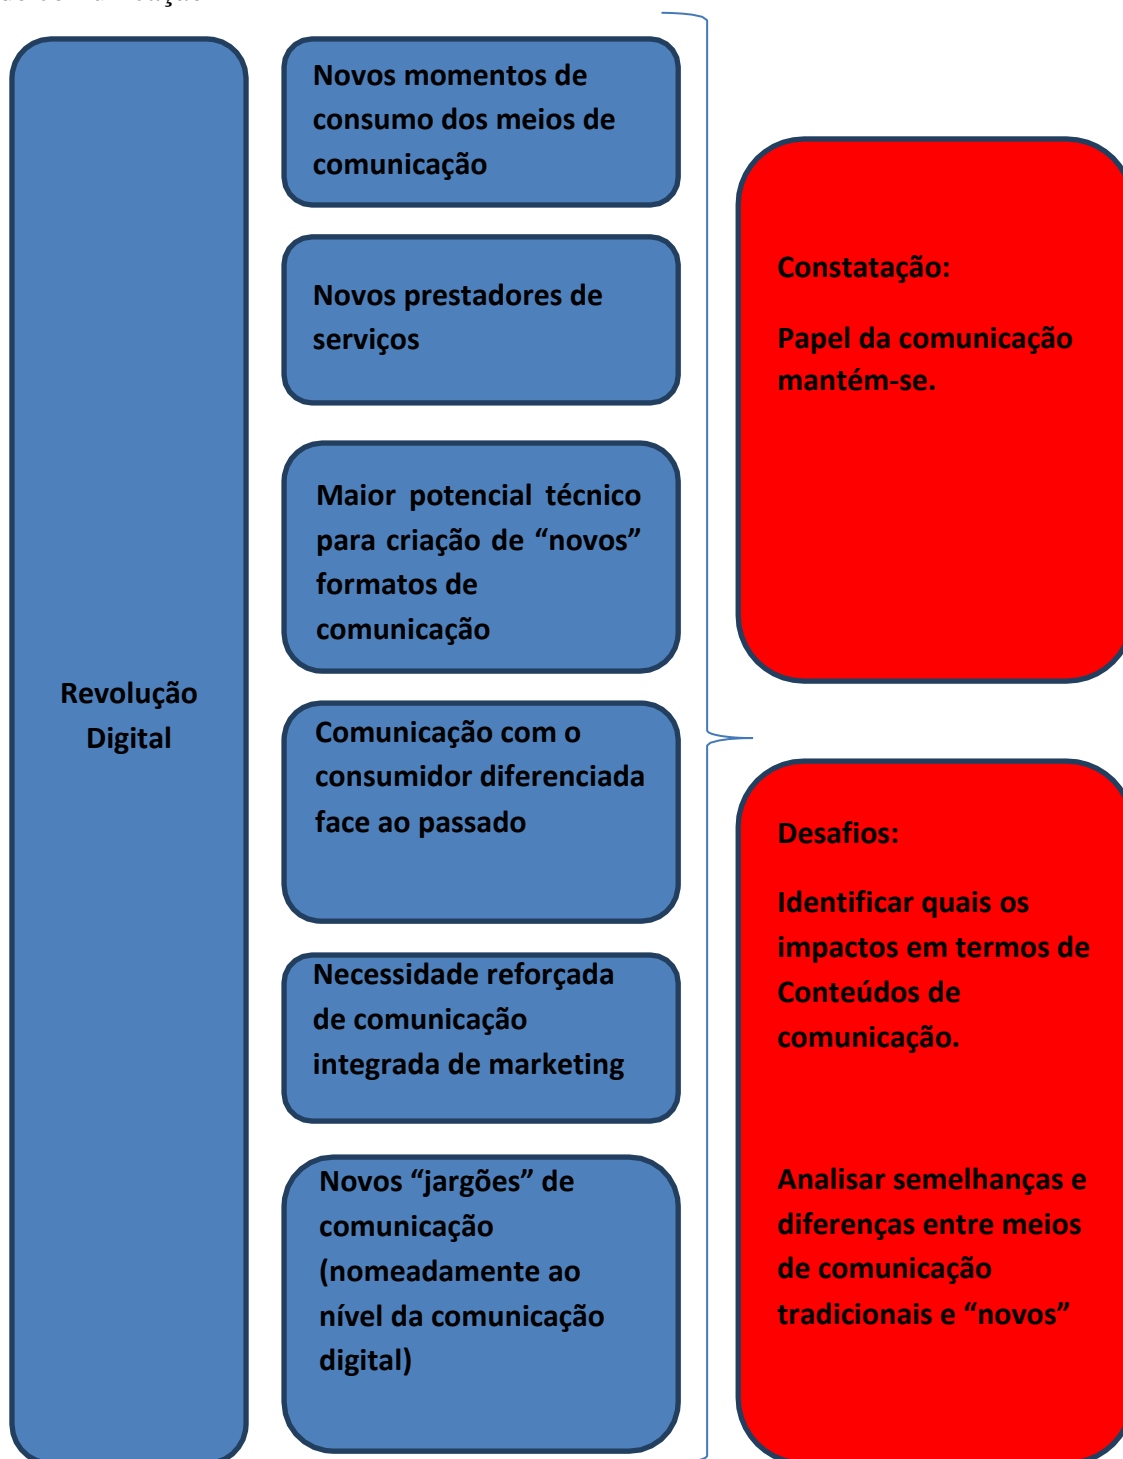 Revolução
Digital
Novos momentos de
consumo dos meios de
comunicação
Novos prestadores de
serviços
Maior potencial técnico
para criação de “novos”
formatos de
comunicação
Comunicação com o
consumidor diferenciada
face ao passado
Necessidade reforçada
de comunicação
integrada de marketing
Novos “jargões” de
comunicação
(nomeadamente ao
nível da comunicação
digital)
Constatação:
Papel da comunicação
mantém-se.
Desafios:
Identificar quais os
impactos em termos de
Conteúdos de
comunicação.
Analisar semelhanças e
diferenças entre meios
de comunicação
tradicionais e “novos”